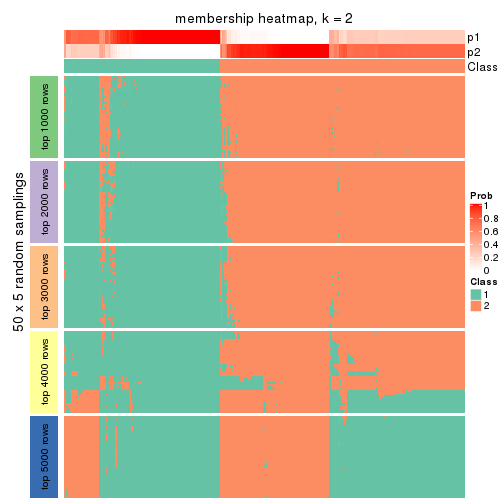 membership heatmap, k = 2
p1
p2
Class
50 x 5 random samplings
top 1000 rows
top 2000 rows
top 3000 rows
top 4000 rows
top 5000 rows
Prob
1
0.8
0.6
0.4
0.2
0
Class
1
2